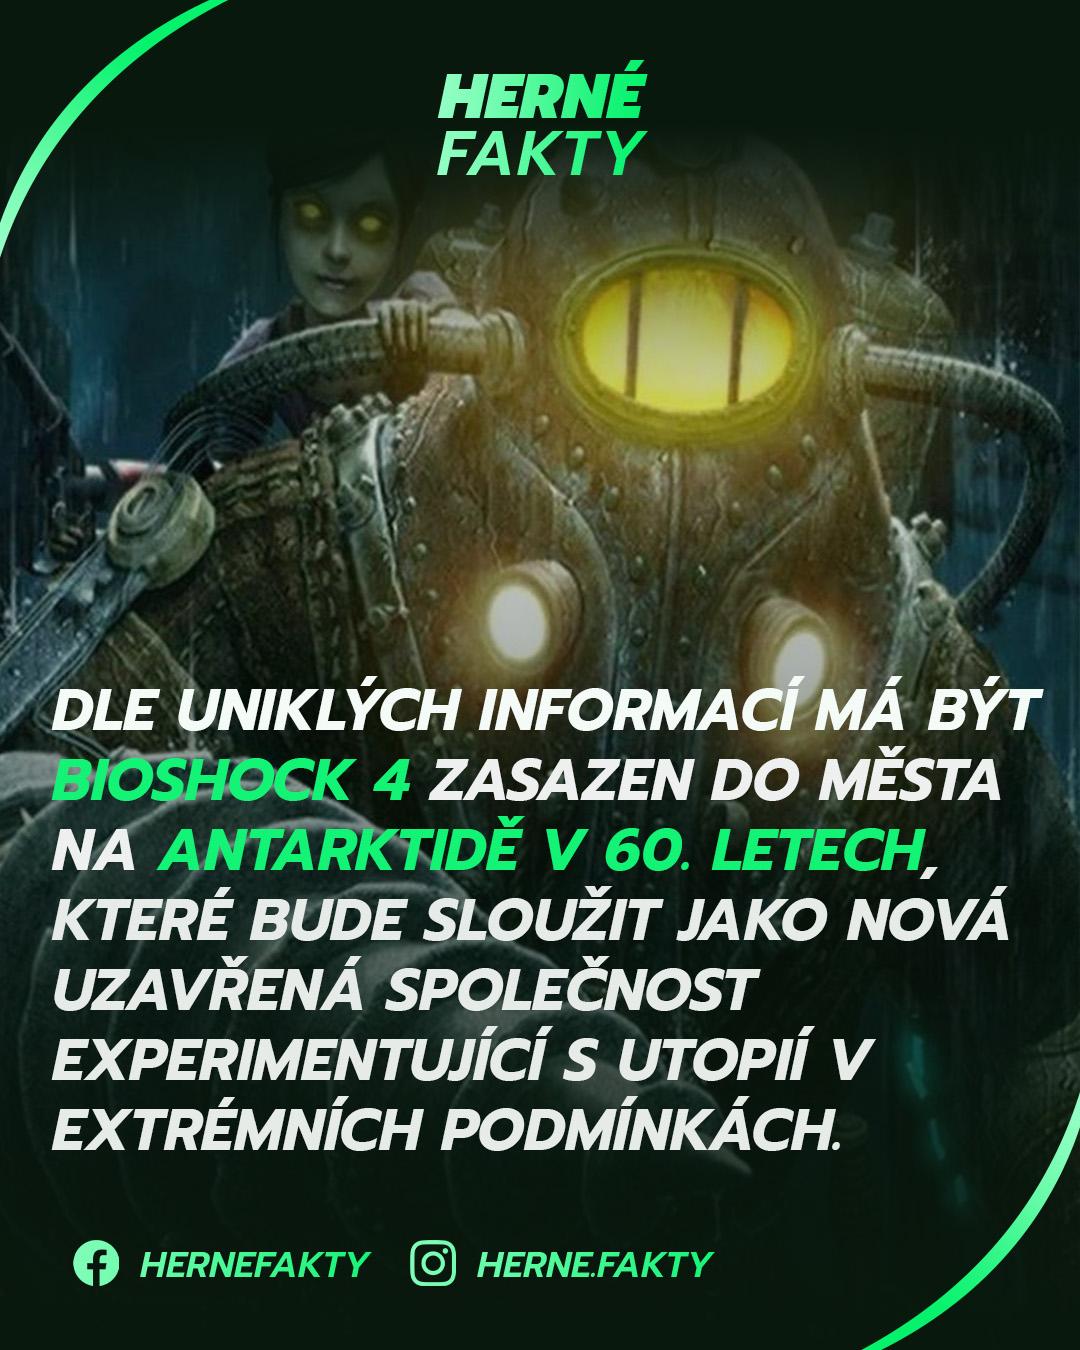 HERNÉ
FAKTY
DLE UNIKLÝCH INFORMACÍ MÁ BÝT
BIOSHOCK 4 ZASAZEN DO MĚSTA
NA ANTARKTIDĚ V 60. LETECH,
KTERÉ BUDE SLOUŽIT JAKO NOVÁ
UZAVŘENÁ SPOLEČNOST
EXPERIMENTUJÍCÍ S UTOPIÍ V
EXTRÉMNÍCH PODMÍNKÁCH.
HERNEFAKTY HERNE.FAKTY